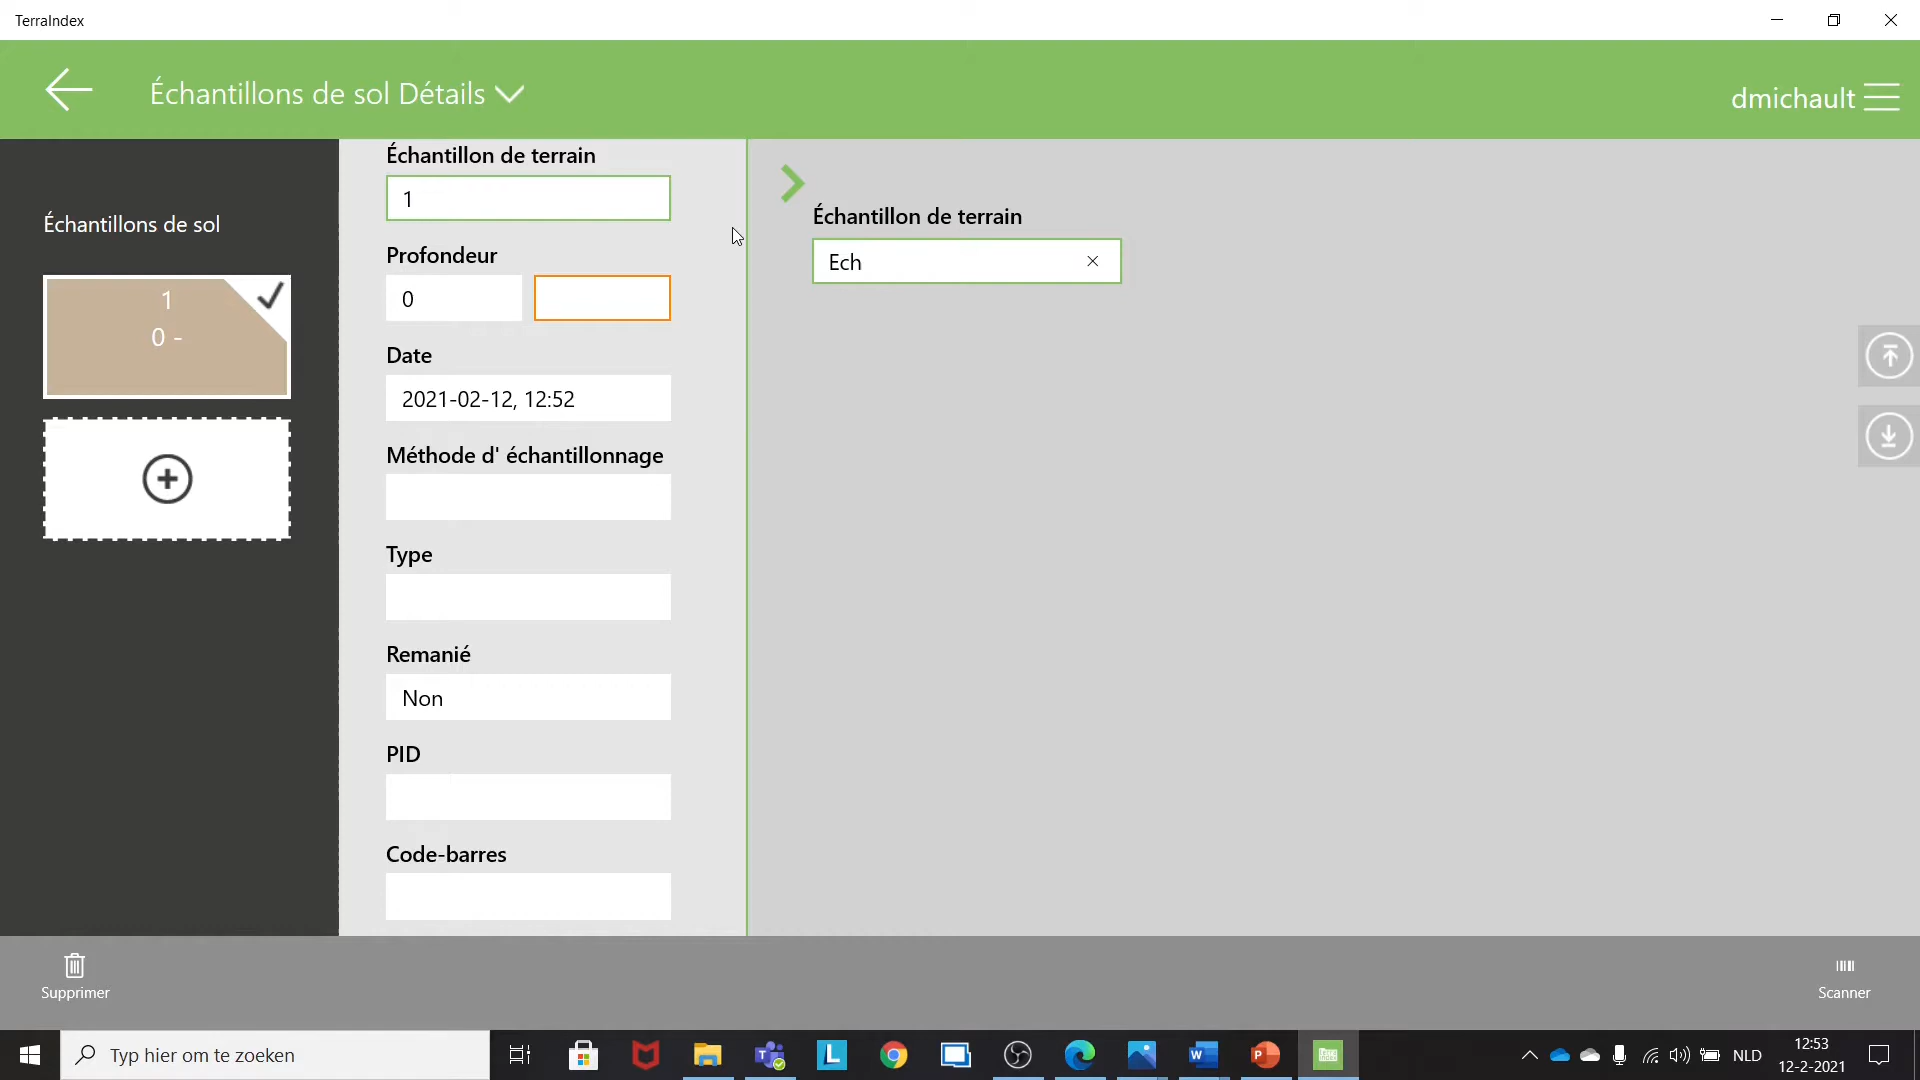 TerraIndex
Échantillons de sol Détails
dmichault
Échantillons de sol
1
0 -
Échantillon de terrain
1
Profondeur
0
Date
2021-02-12, 12:52
Méthode d' échantillonnage
Type
Remanié
Non
PID
Code-barres
Échantillon de terrain
Ech
Supprimer
Scanner
Typ hier om te zoeken
NLD
12:53
12-2-2021